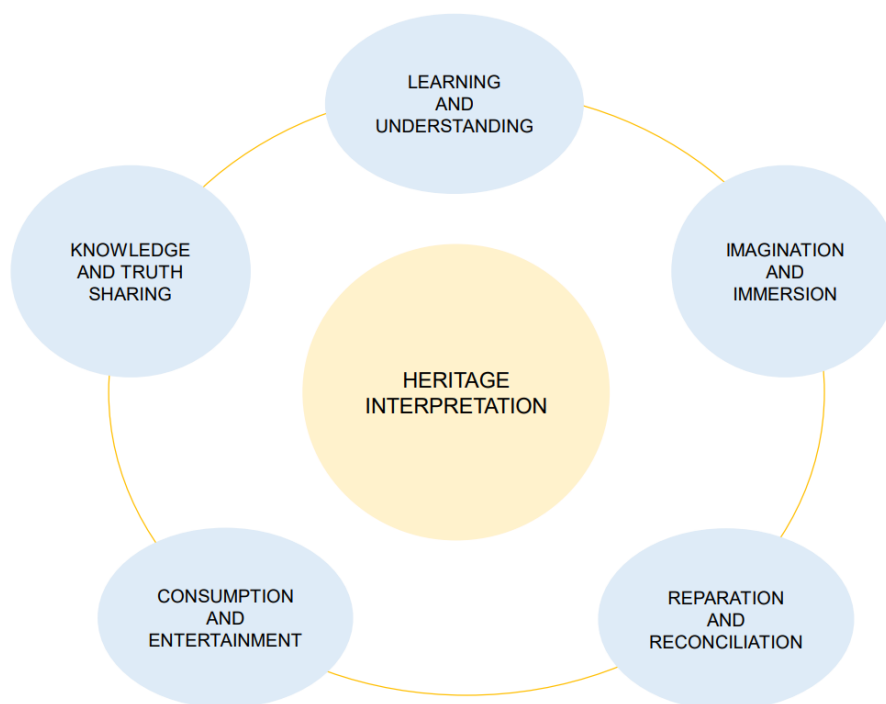 LEARNING
AND
UNDERSTANDING
KNOWLEDGE
AND TRUTH
SHARING
IMAGINATION
AND
IMMERSION
HERITAGE
INTERPRETATION
CONSUMPTION
AND
ENTERTAINMENT
REPARATION
AND
RECONCILIATION